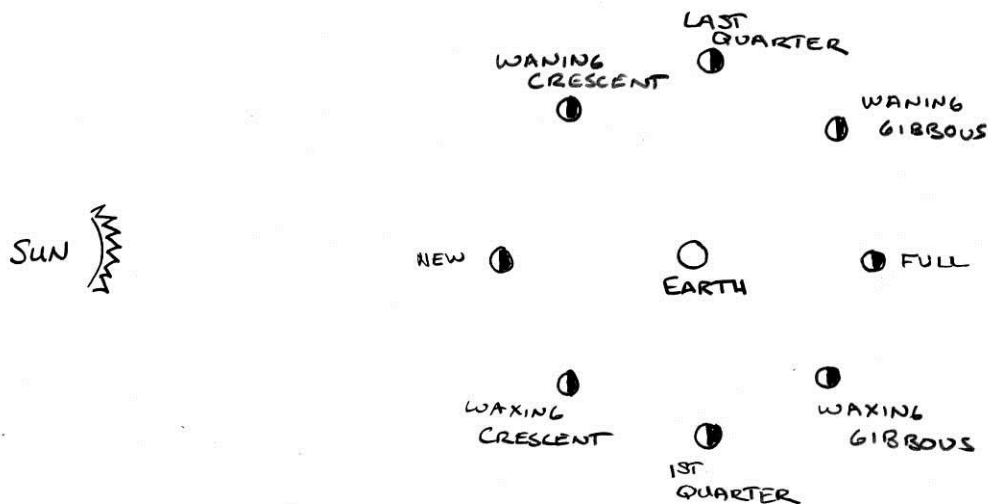 LAST
QUARTER
WANING
CRESCENT
WANING
GIBBOUS
SUN
NEW
EARTH
FULL
WAXING
CRESCENT
WAXING
GIBBOUS
1ST
QUARTER